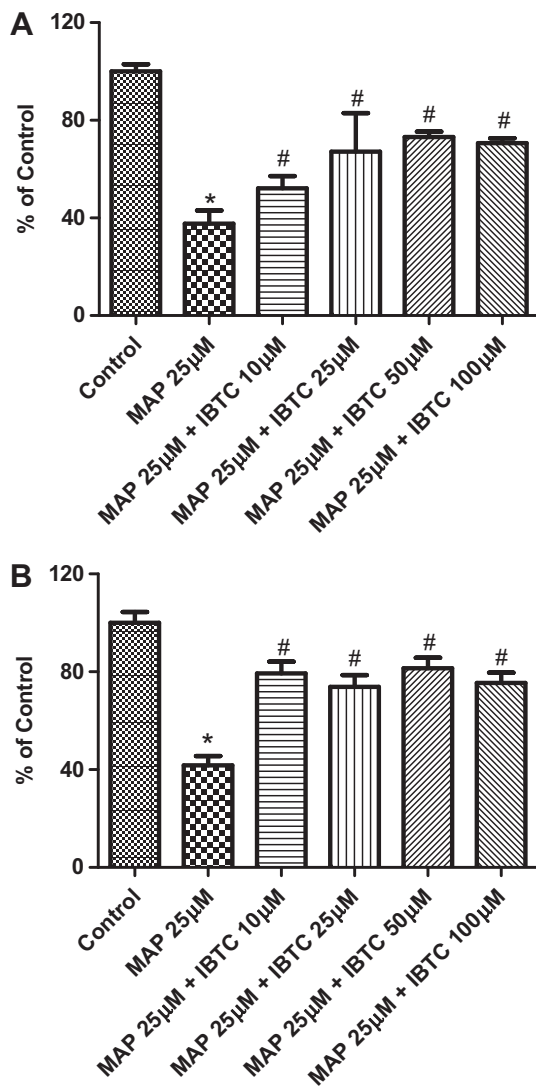 A
% of Control
120
80
40
0
*
#
#
#
#
Control
MAP 25µM
MAP 25µM + IBTC 10µM
MAP 25µM + IBTC 25µM
MAP 25µM + IBTC 50µM
MAP 25µM + IBTC 100µM
B
% of Control
120
80
40
0
*
#
#
#
#
Control
MAP 25µM
MAP 25µM + IBTC 10µM
MAP 25µM + IBTC 25µM
MAP 25µM + IBTC 50µM
MAP 25µM + IBTC 100µM